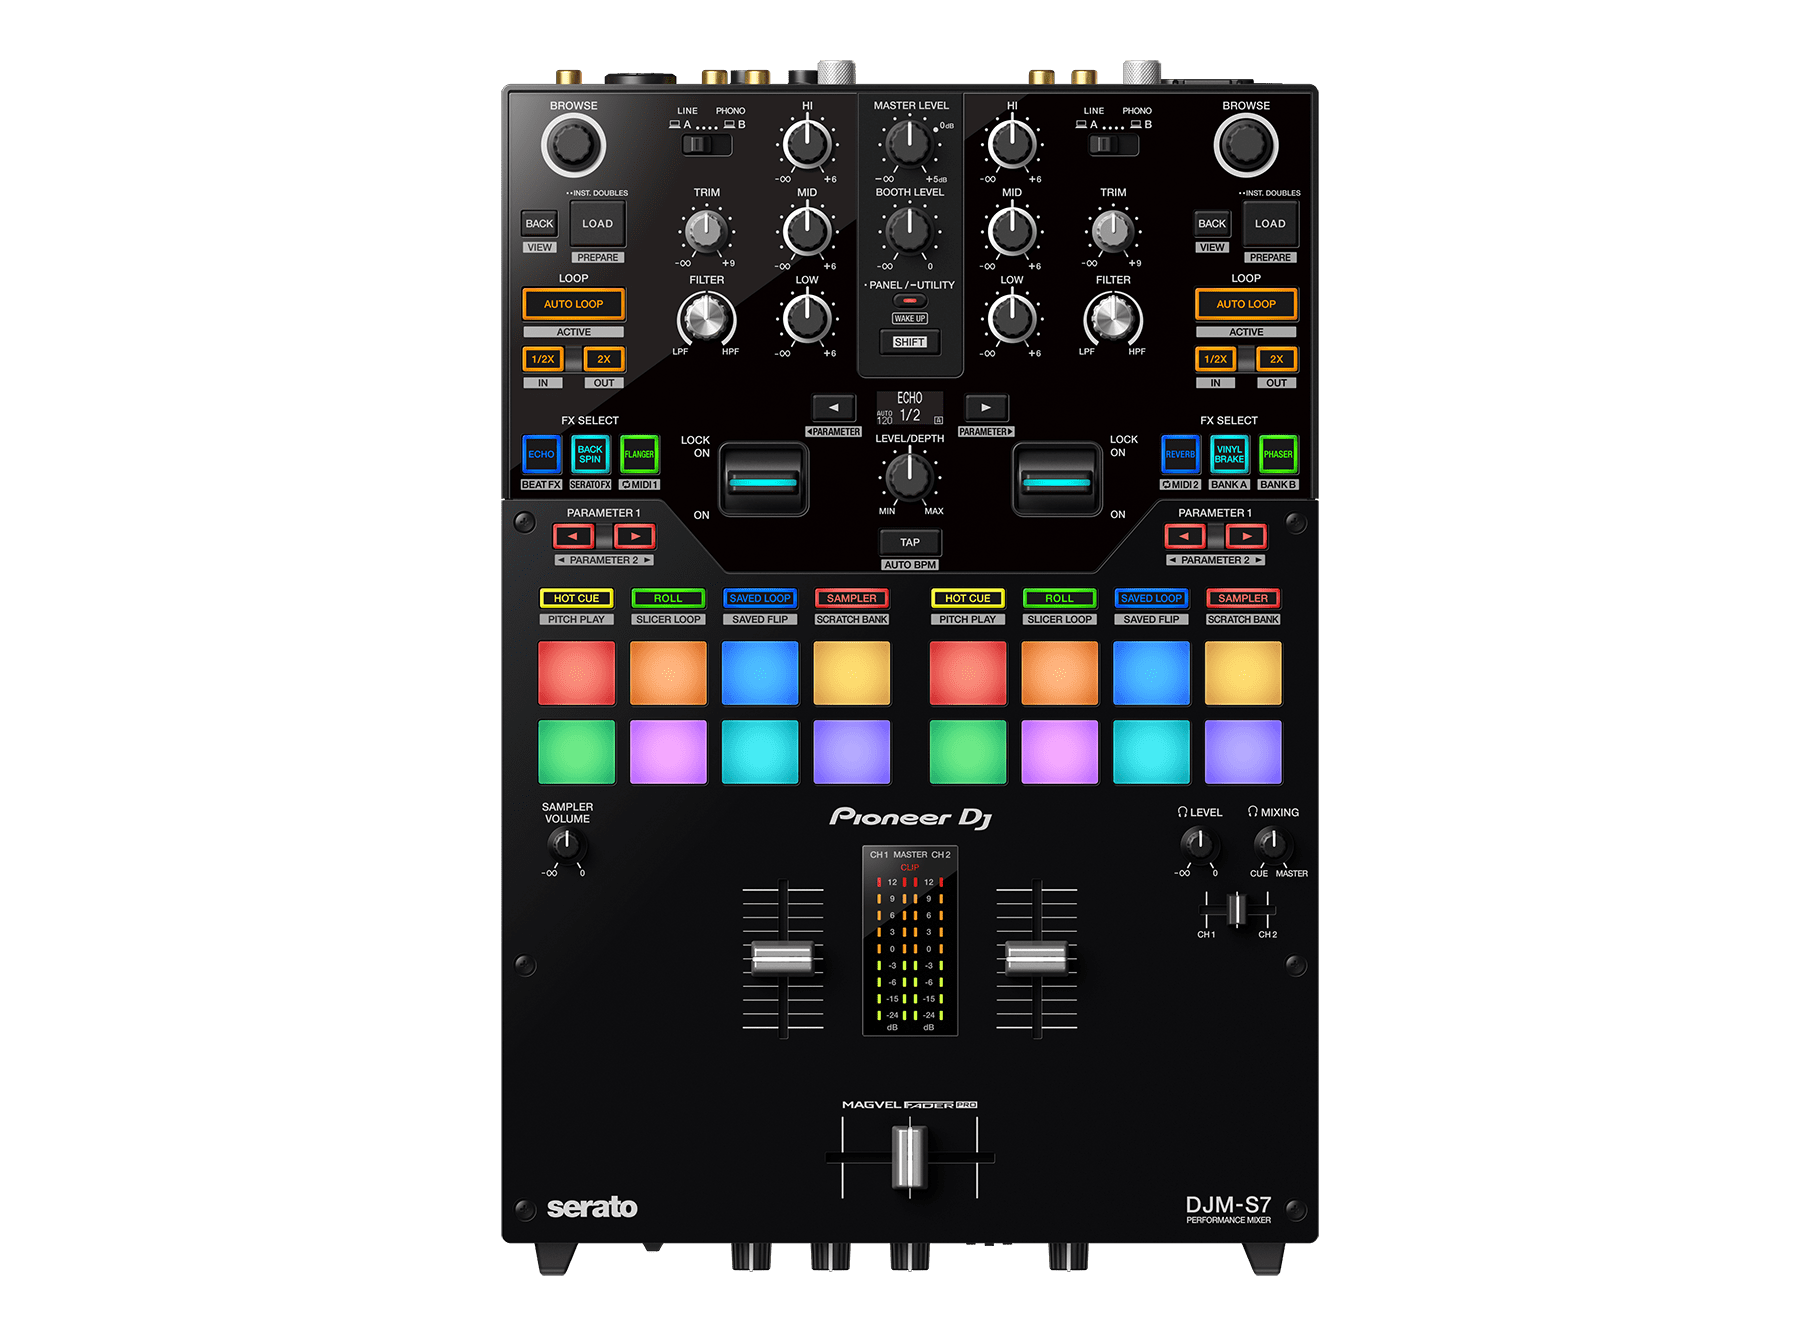 BROWSE
LINE PHONO
A B
HI
MASTER LEVEL
0dB
HI
LINE PHONO
A B
BROWSE
-∞ +6
-∞ +5dB
-∞ +6
INST. DOUBLES
TRIM
MID
BOOTH LEVEL
MID
TRIM
INST. DOUBLES
BACK LOAD
BACK LOAD
VIEW
PREPARE
VIEW
PREPARE
-∞ +9
-∞ +6
-∞ 0
-∞ +6
-∞ +9
LOOP
FILTER
LOW
PANEL / UTILITY
LOW
FILTER
LOOP
AUTO LOOP
WAKE UP
AUTO LOOP
ACTIVE
SHIFT
ACTIVE
1/2X 2X
LPF HPF
-∞ +6
-∞ +6
LPF HPF
1/2X 2X
IN OUT
IN OUT
◀ ECHO ▶
AUTO
120 1/2
◀PARAMETER
PARAMETER▶
FX SELECT
LOCK
ON
LEVEL/DEPTH
LOCK
ON
FX SELECT
ECHO
BACK
SPIN
FLANGER
REVERB
VINYL
BRAKE
PHASER
BEAT FX SERATO FX MIDI 1
MIDI 2 BANK A BANK B
ON
MIN MAX
ON
PARAMETER 1
PARAMETER 1
◀ ▶
TAP
◀ ▶
◀ PARAMETER 2 ▶
AUTO BPM
◀ PARAMETER 2 ▶
HOT CUE ROLL SAVED LOOP SAMPLER HOT CUE ROLL SAVED LOOP SAMPLER
PITCH PLAY SLICER LOOP SAVED FLIP SCRATCH BANK PITCH PLAY SLICER LOOP SAVED FLIP SCRATCH BANK
SAMPLER
VOLUME
Pioneer Dj
LEVEL
MIXING
-∞ 0
-∞ 0
CUE MASTER
CH 1 MASTER CH 2
CLIP
12 12
9 9
6 6
3 3
0 0
-3 -3
-6 -6
-15 -15
-24 -24
dB dB
CH 1 CH 2
MAGVEL FADER PRO
serato
DJM-S7
PERFORMANCE MIXER